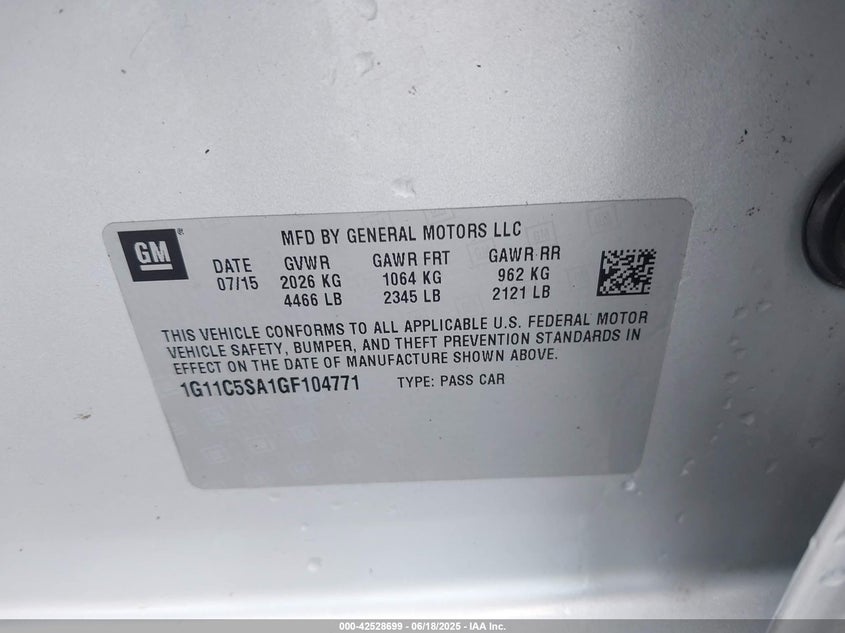 GM
MFD BY GENERAL MOTORS LLC
DATE GVWR GAWR FRT GAWR RR
07/15 2026 KG 1064 KG 962 KG
4466 LB 2345 LB 2121 LB
THIS VEHICLE CONFORMS TO ALL APPLICABLE U.S. FEDERAL MOTOR
VEHICLE SAFETY, BUMPER, AND THEFT PREVENTION STANDARDS IN
EFFECT ON THE DATE OF MANUFACTURE SHOWN ABOVE.
1G11C5SA1GF104771 TYPE: PASS CAR
000-42528699 - 06/18/2025 - IAA Inc.